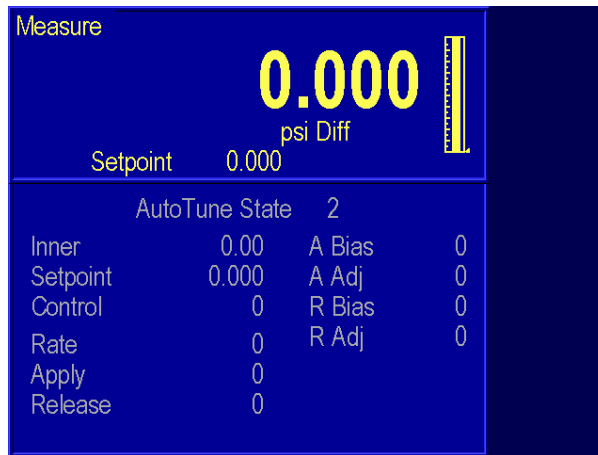 Measure
0.000
psi Diff
Setpoint 0.000
AutoTune State 2
Inner 0.00 A Bias 0
Setpoint 0.000 A Adj 0
Control 0 R Bias 0
Rate 0 R Adj 0
Apply 0
Release 0